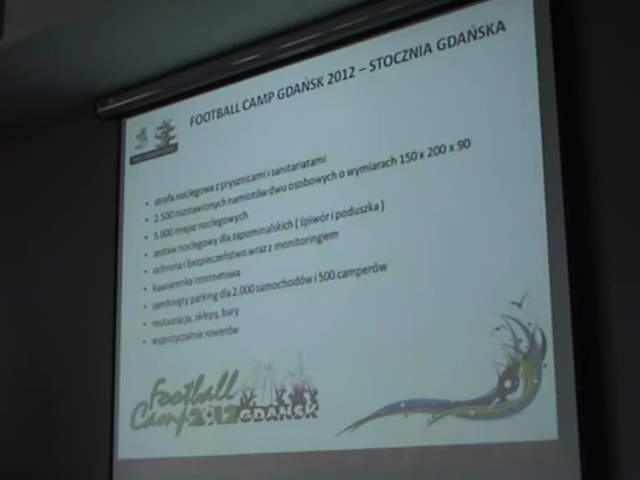 FOOTBALL CAMP GDAŃSK 2012 – STOCZNIA GDAŃSKA
• strefa noclegowa z prysznicami i sanitariatami
• 2.500 rozstawionych namiotów dwu osobowych o wymiarach 150 x 200 x 90
• 5.000 miejsc noclegowych
• zestaw noclegowy dla zapominalskich ( śpiwór i poduszka )
• ochrona i bezpieczeństwo wraz z monitoringiem
• kawiarenka internetowa
• zamknięty parking dla 2.000 samochodów i 500 camperów
• restauracja, sklepy, bary
• wypożyczalnie rowerów
Football
Camp 2012 GDAŃSK